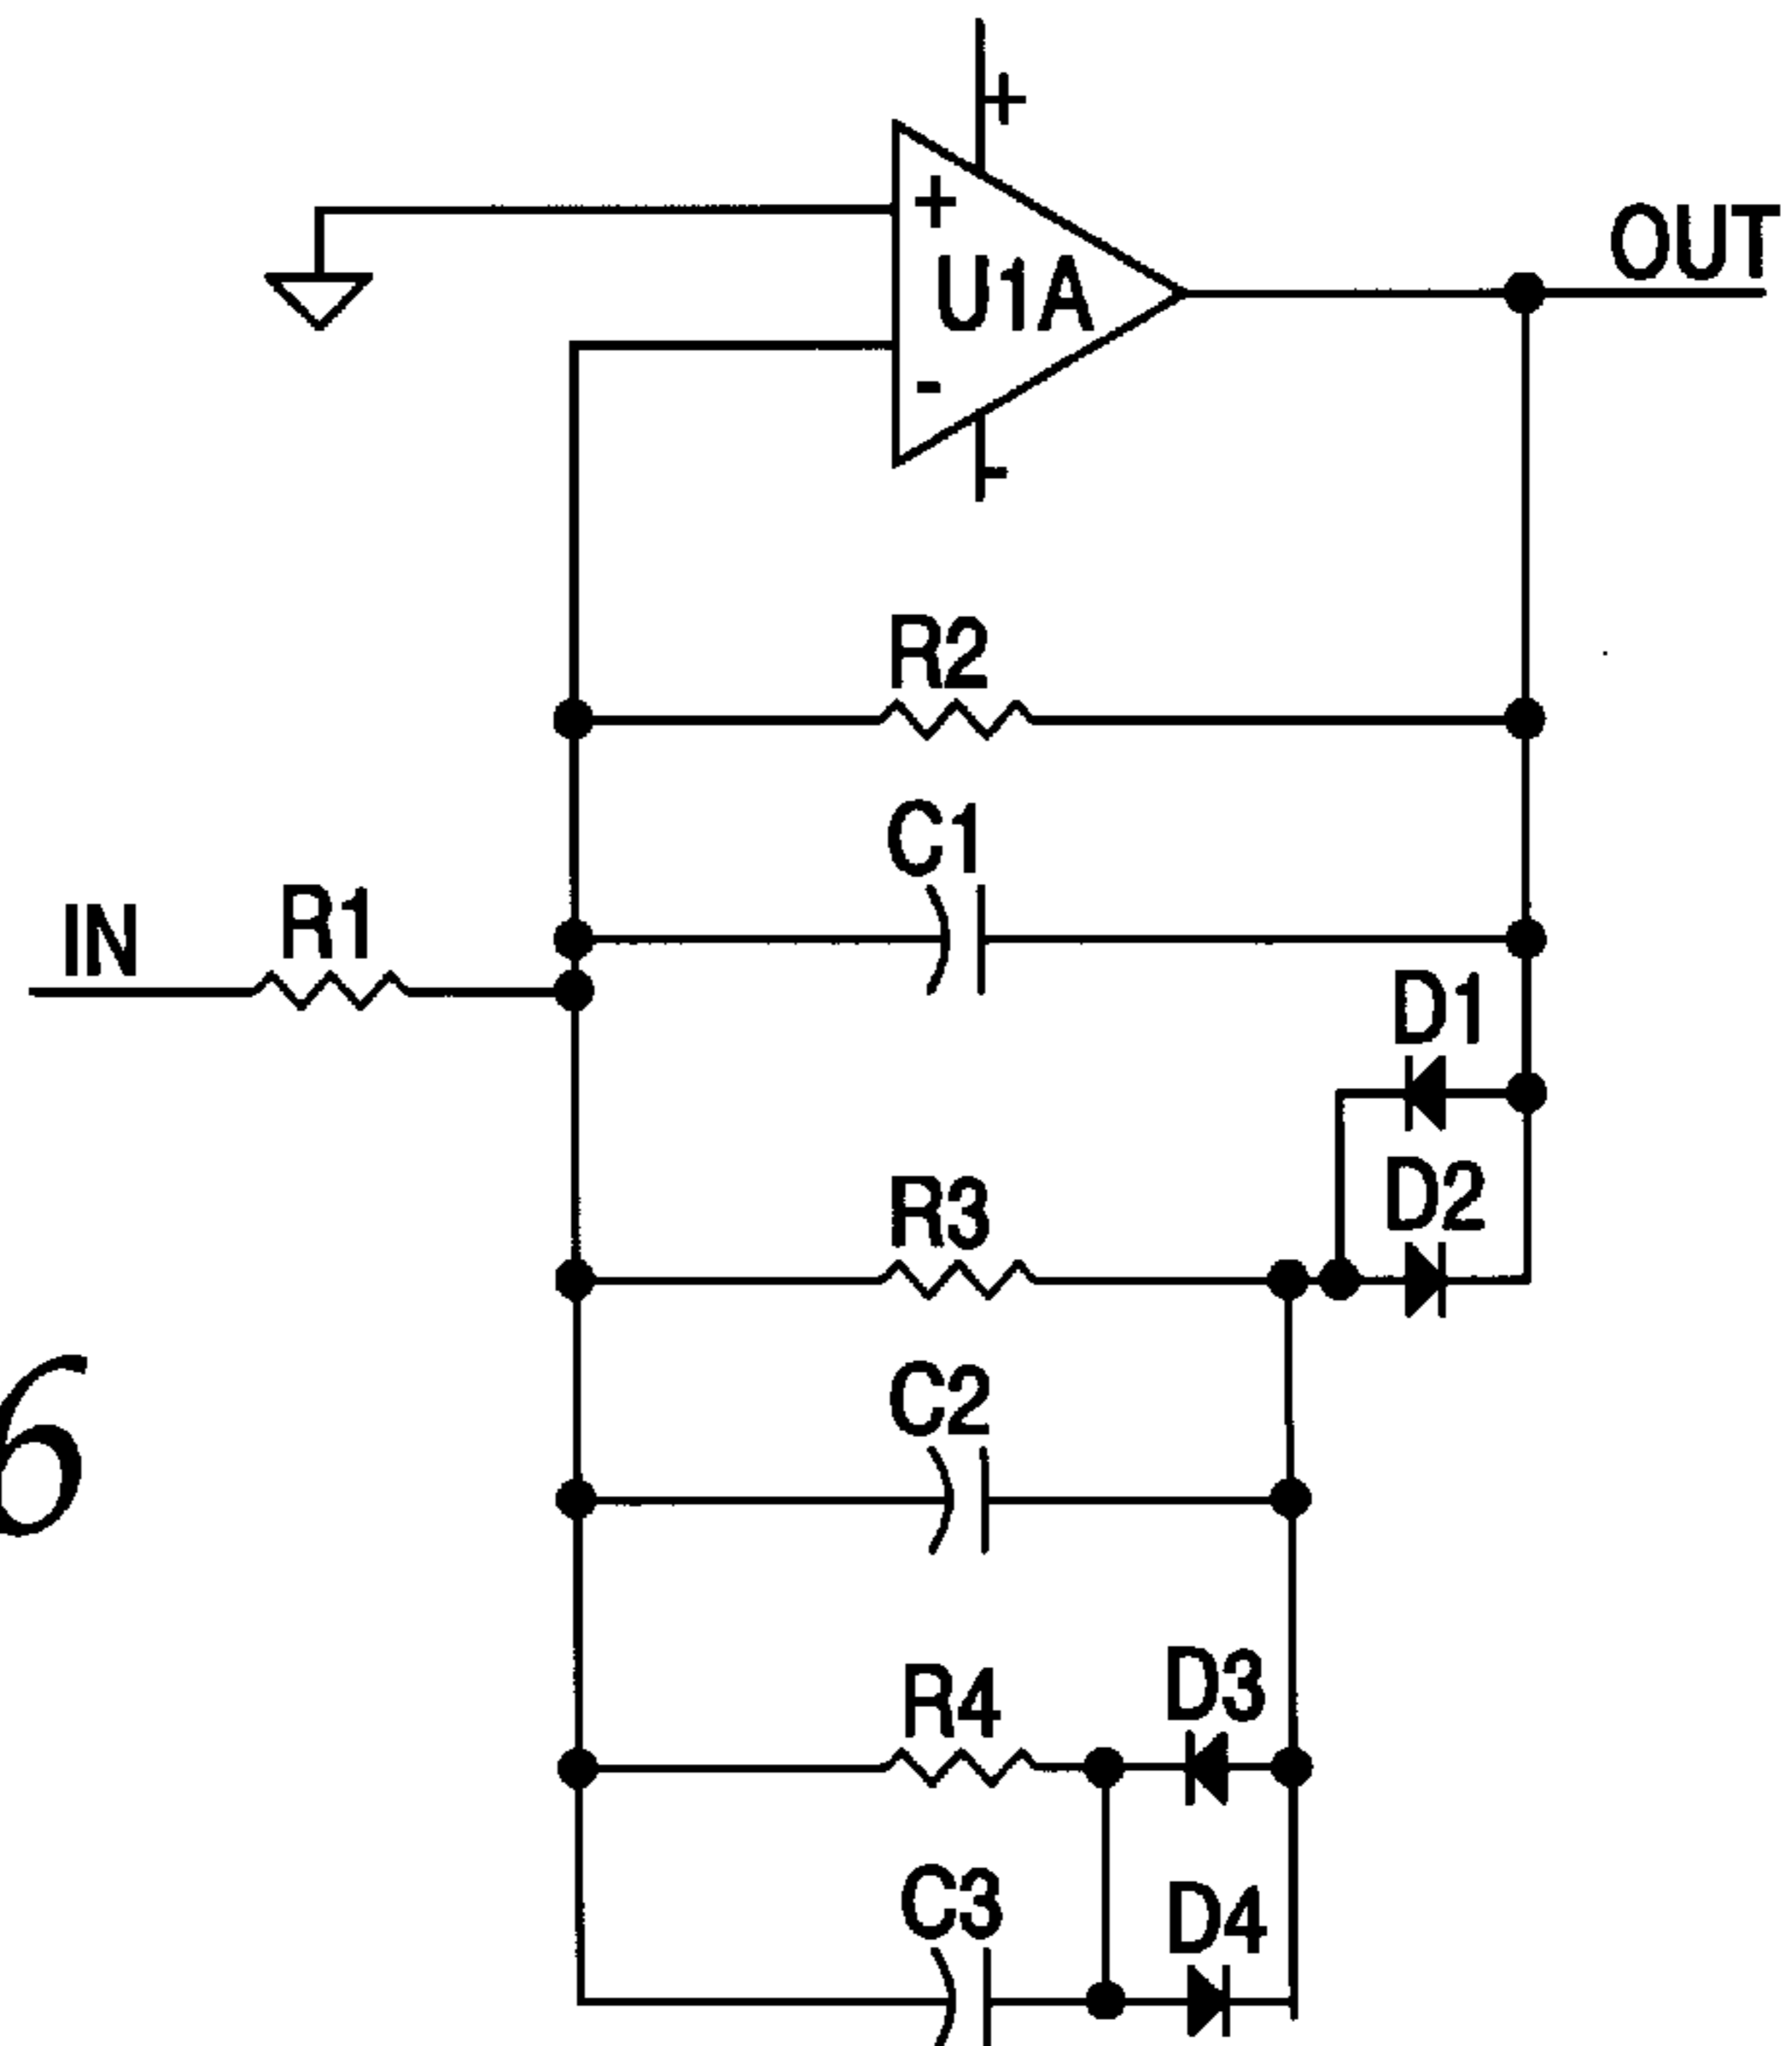 +
+
U1A
-
-
OUT
R2
C1
IN
R1
D1
D2
R3
6
C2
R4
D3
C3
D4